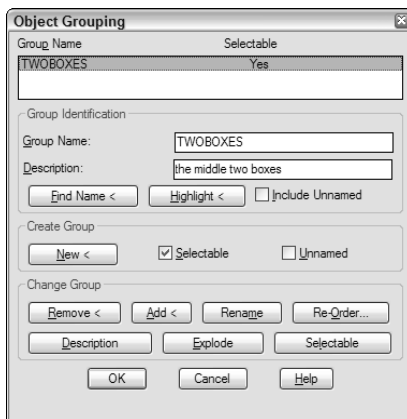 Object Grouping
Group Name Selectable
TWOBOXES Yes
Group Identification
Group Name: TWOBOXES
Description: the middle two boxes
Find Name < Highlight < Include Unnamed
Create Group
New < Selectable Unnamed
Change Group
Remove < Add < Rename Re-Order...
Description Explode Selectable
OK Cancel Help